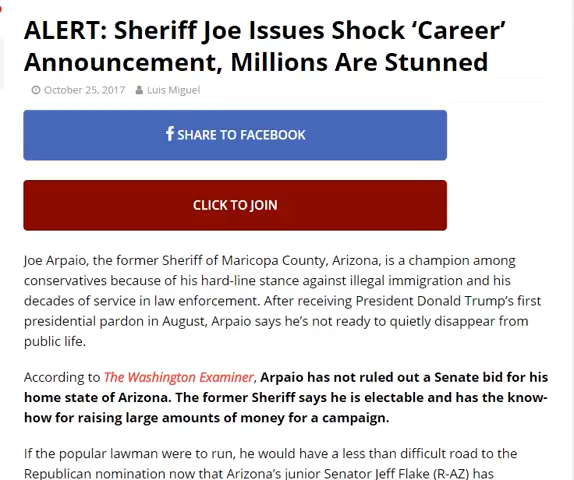 ALERT: Sheriff Joe Issues Shock ‘Career’
Announcement, Millions Are Stunned
October 25, 2017 Luis Miguel
f SHARE TO FACEBOOK
CLICK TO JOIN
Joe Arpaio, the former Sheriff of Maricopa County, Arizona, is a champion among
conservatives because of his hard-line stance against illegal immigration and his
decades of service in law enforcement. After receiving President Donald Trump’s first
presidential pardon in August, Arpaio says he’s not ready to quietly disappear from
public life.
According to The Washington Examiner, Arpaio has not ruled out a Senate bid for his
home state of Arizona. The former Sheriff says he is electable and has the know-
how for raising large amounts of money for a campaign.
If the popular lawman were to run, he would have a less than difficult road to the
Republican nomination now that Arizona’s junior Senator Jeff Flake (R-AZ) has